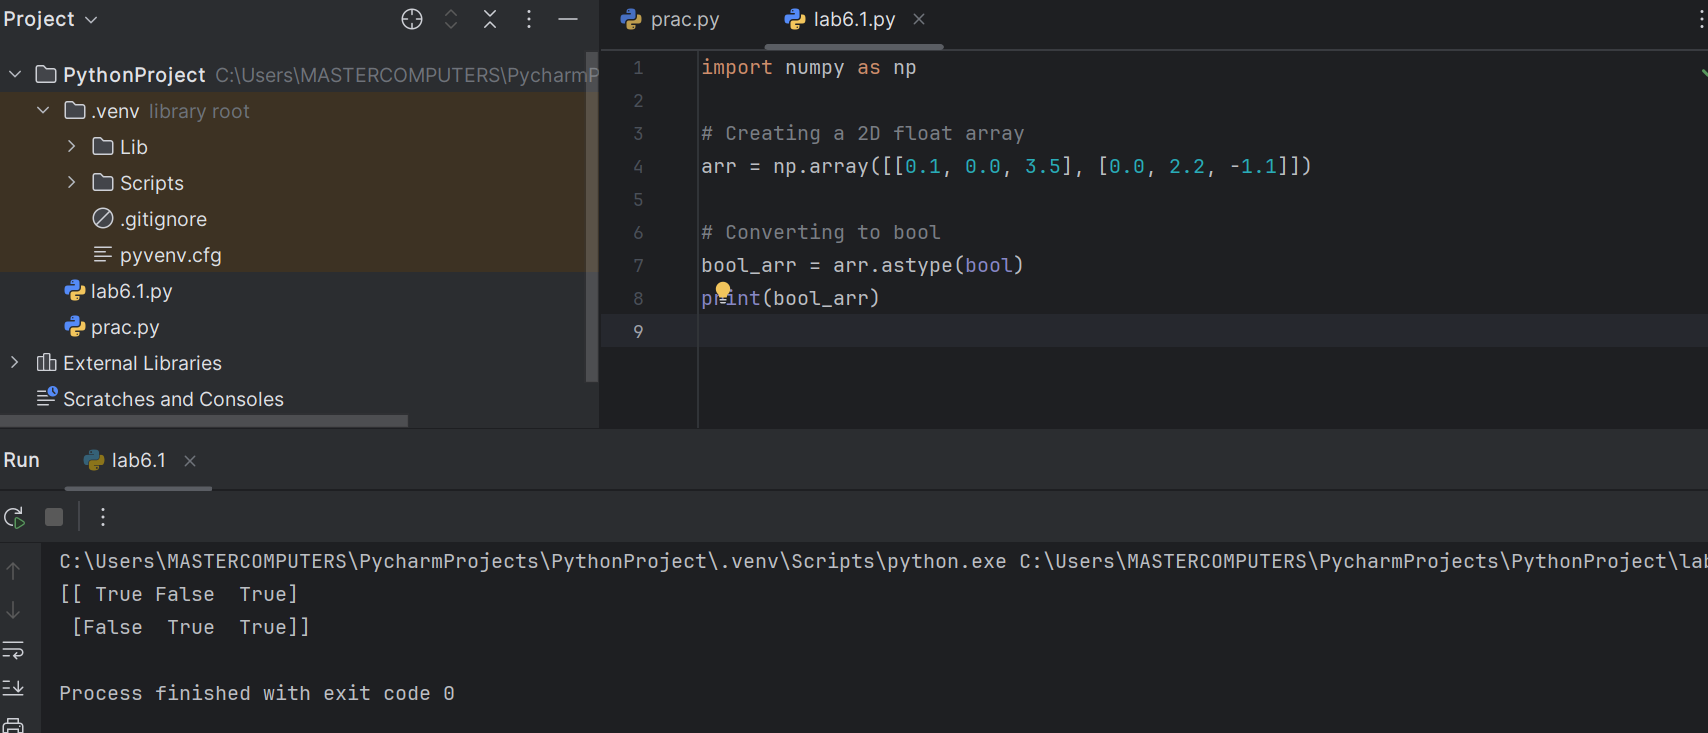 Project
PythonProject C:\Users\MASTERCOMPUTERS\PycharmP
.venv library root
Lib
Scripts
.gitignore
pyvenv.cfg
lab6.1.py
prac.py
External Libraries
Scratches and Consoles
prac.py lab6.1.py
1 import numpy as np
2
3 # Creating a 2D float array
4 arr = np.array([[0.1, 0.0, 3.5], [0.0, 2.2, -1.1]])
5
6 # Converting to bool
7 bool_arr = arr.astype(bool)
8 print(bool_arr)
9
Run lab6.1
C:\Users\MASTERCOMPUTERS\PycharmProjects\PythonProject\.venv\Scripts\python.exe C:\Users\MASTERCOMPUTERS\PycharmProjects\PythonProject\lab
[[ True False  True]
 [False  True  True]]
Process finished with exit code 0